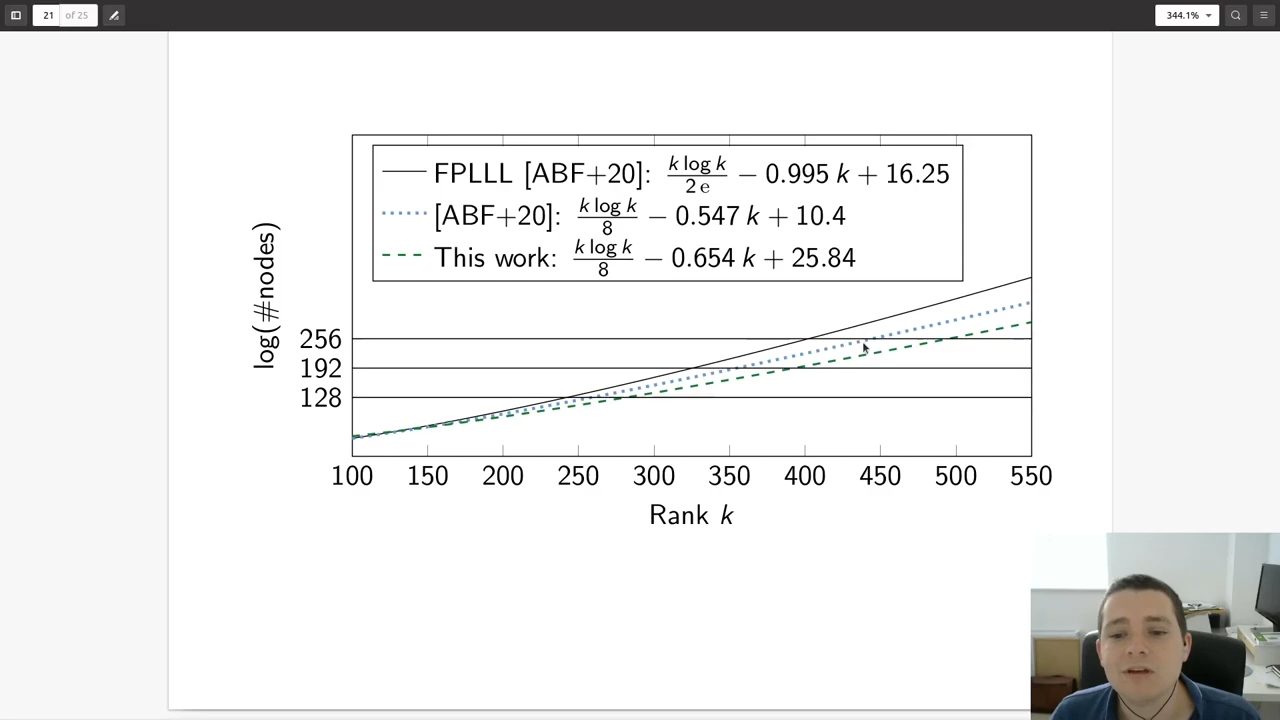 21 of 25
344.1%
FPLLL [ABF+20]: k log k / 2 e − 0.995 k + 16.25
[ABF+20]: k log k / 8 − 0.547 k + 10.4
This work: k log k / 8 − 0.654 k + 25.84
log(#nodes)
256
192
128
100 150 200 250 300 350 400 450 500 550
Rank k